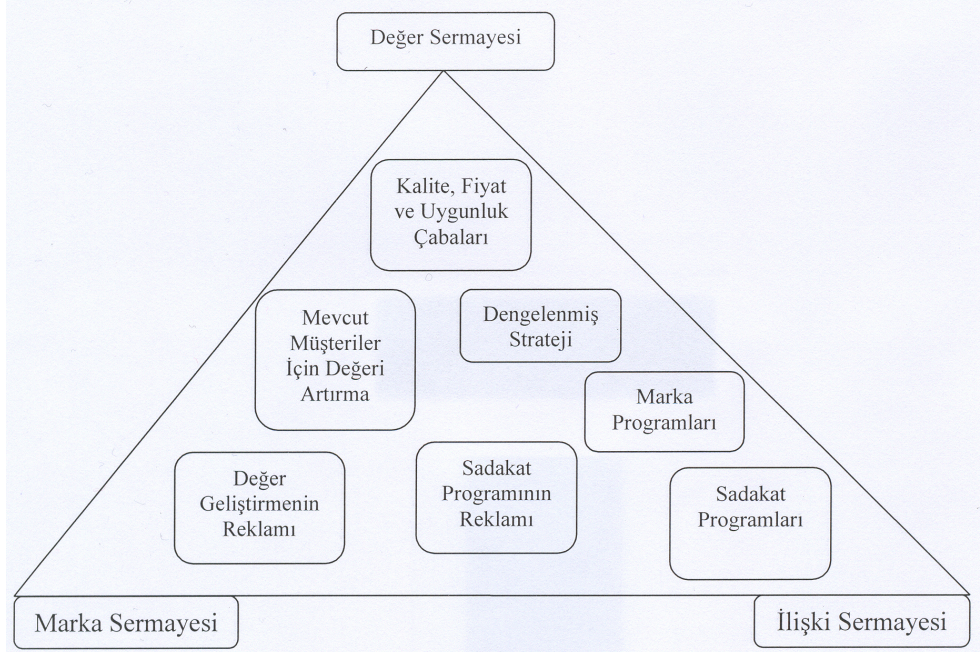 Değer Sermayesi
Kalite, Fiyat
ve Uygunluk
Çabaları
Mevcut
Müşteriler
İçin Değeri
Artırma
Dengelenmiş
Strateji
Marka
Programları
Değer
Geliştirmenin
Reklamı
Sadakat
Programının
Reklamı
Sadakat
Programları
Marka Sermayesi
İlişki Sermayesi